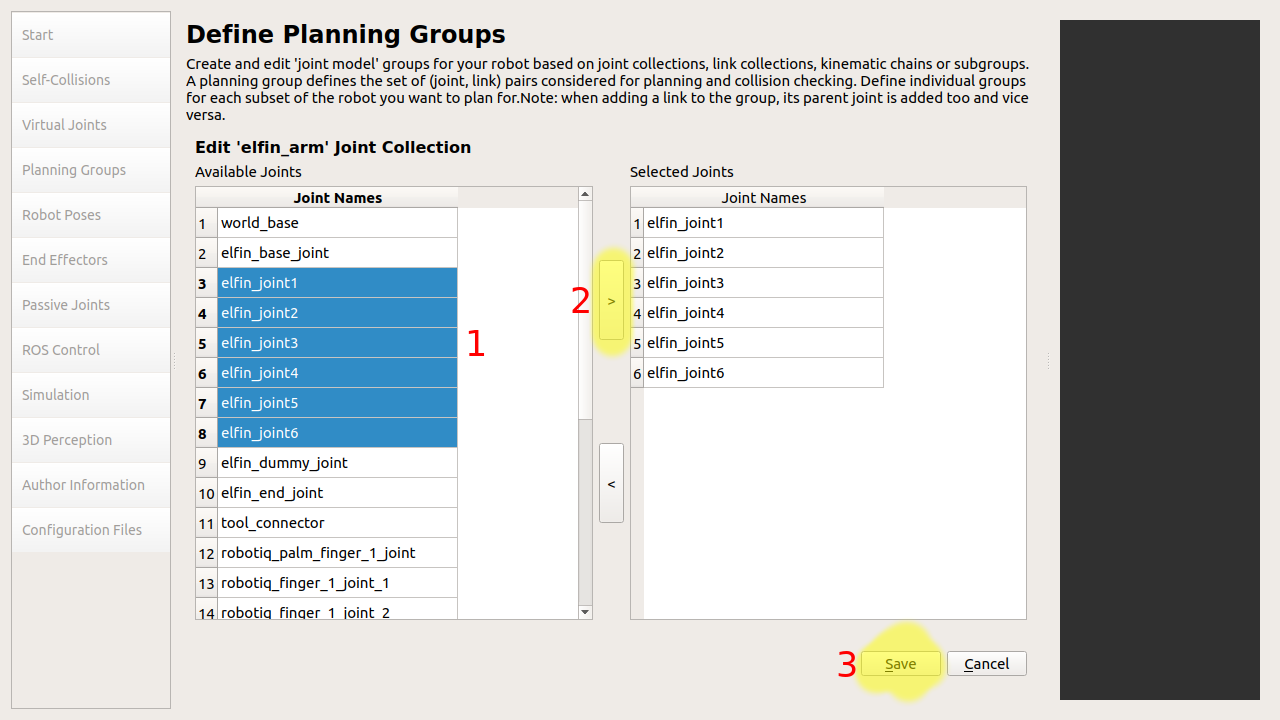 Start
Self-Collisions
Virtual Joints
Planning Groups
Robot Poses
End Effectors
Passive Joints
ROS Control
Simulation
3D Perception
Author Information
Configuration Files
Define Planning Groups
Create and edit 'joint model' groups for your robot based on joint collections, link collections, kinematic chains or subgroups.
A planning group defines the set of (joint, link) pairs considered for planning and collision checking. Define individual groups
for each subset of the robot you want to plan for.Note: when adding a link to the group, its parent joint is added too and vice
versa.
Edit 'elfin_arm' Joint Collection
Available Joints
Joint Names
1 world_base
2 elfin_base_joint
3 elfin_joint1
4 elfin_joint2
5 elfin_joint3
6 elfin_joint4
7 elfin_joint5
8 elfin_joint6
9 elfin_dummy_joint
10 elfin_end_joint
11 tool_connector
12 robotiq_palm_finger_1_joint
13 robotiq_finger_1_joint_1
14 robotiq_finger_1_joint_2
1
2 >
<
Selected Joints
Joint Names
1 elfin_joint1
2 elfin_joint2
3 elfin_joint3
4 elfin_joint4
5 elfin_joint5
6 elfin_joint6
3 Save Cancel